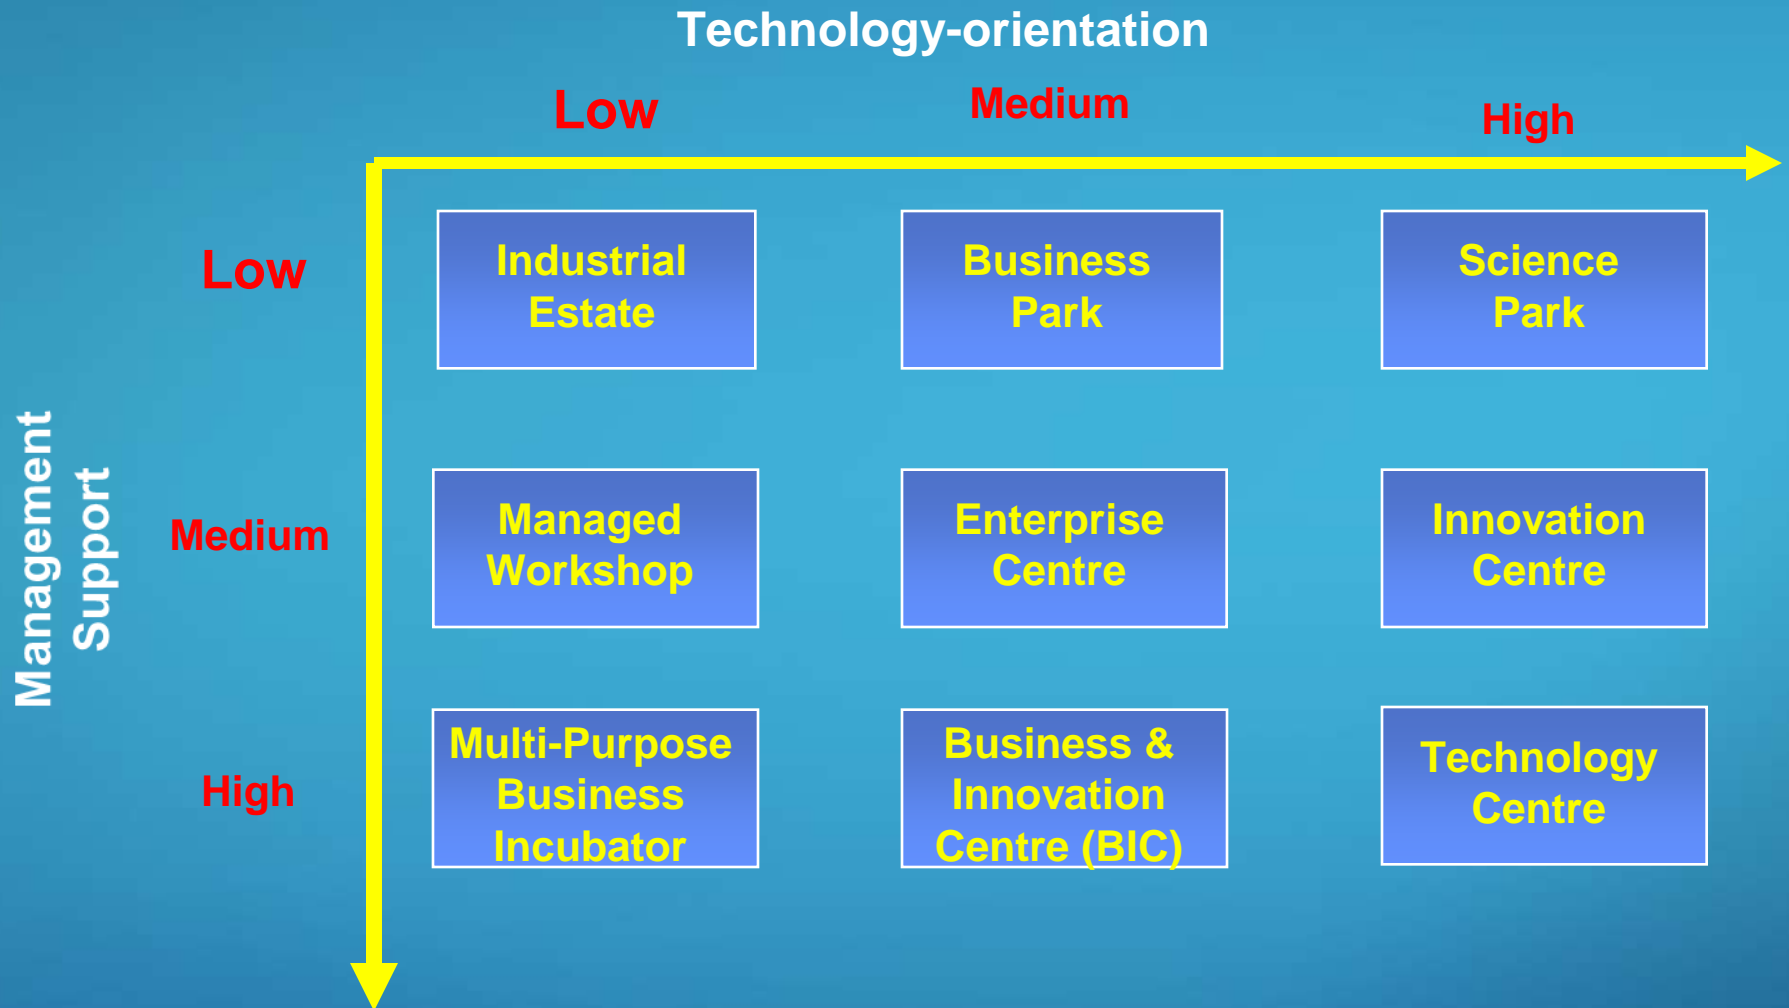 Technology-orientation
Low
Medium
High
Low
Industrial
Estate
Business
Park
Science
Park
Management
Support
Medium
Managed
Workshop
Enterprise
Centre
Innovation
Centre
High
Multi-Purpose
Business
Incubator
Business &
Innovation
Centre (BIC)
Technology
Centre